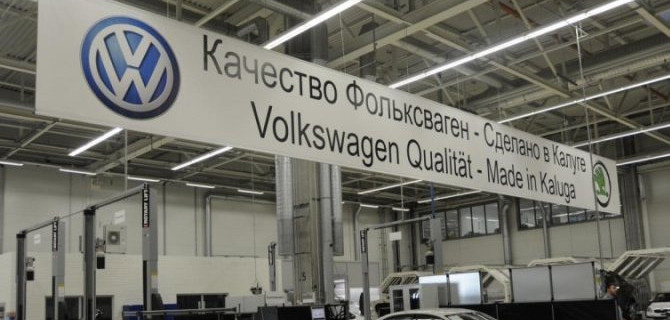 Качество Фольксваген - Сделано в Калуге
Volkswagen Qualität - Made in Kaluga